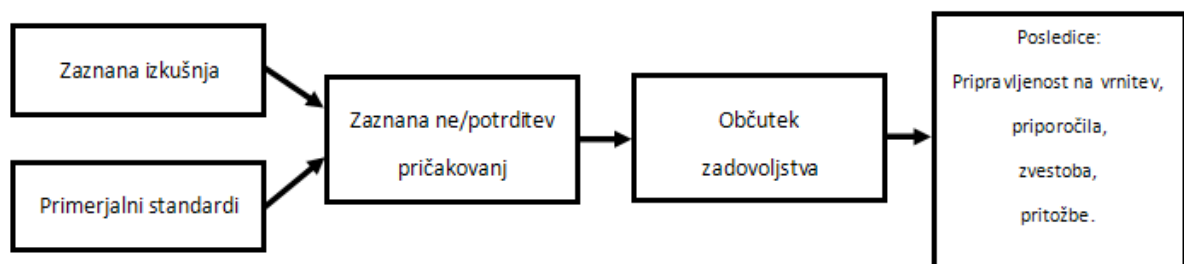 Zaznana izkušnja
Primerjalni standardi
Zaznana ne/potrditev
pričakovanj
Občutek
zadovoljstva
Posledice:
Pripravljenost na vrnitev,
priporočila,
zvestoba,
pritožbe.